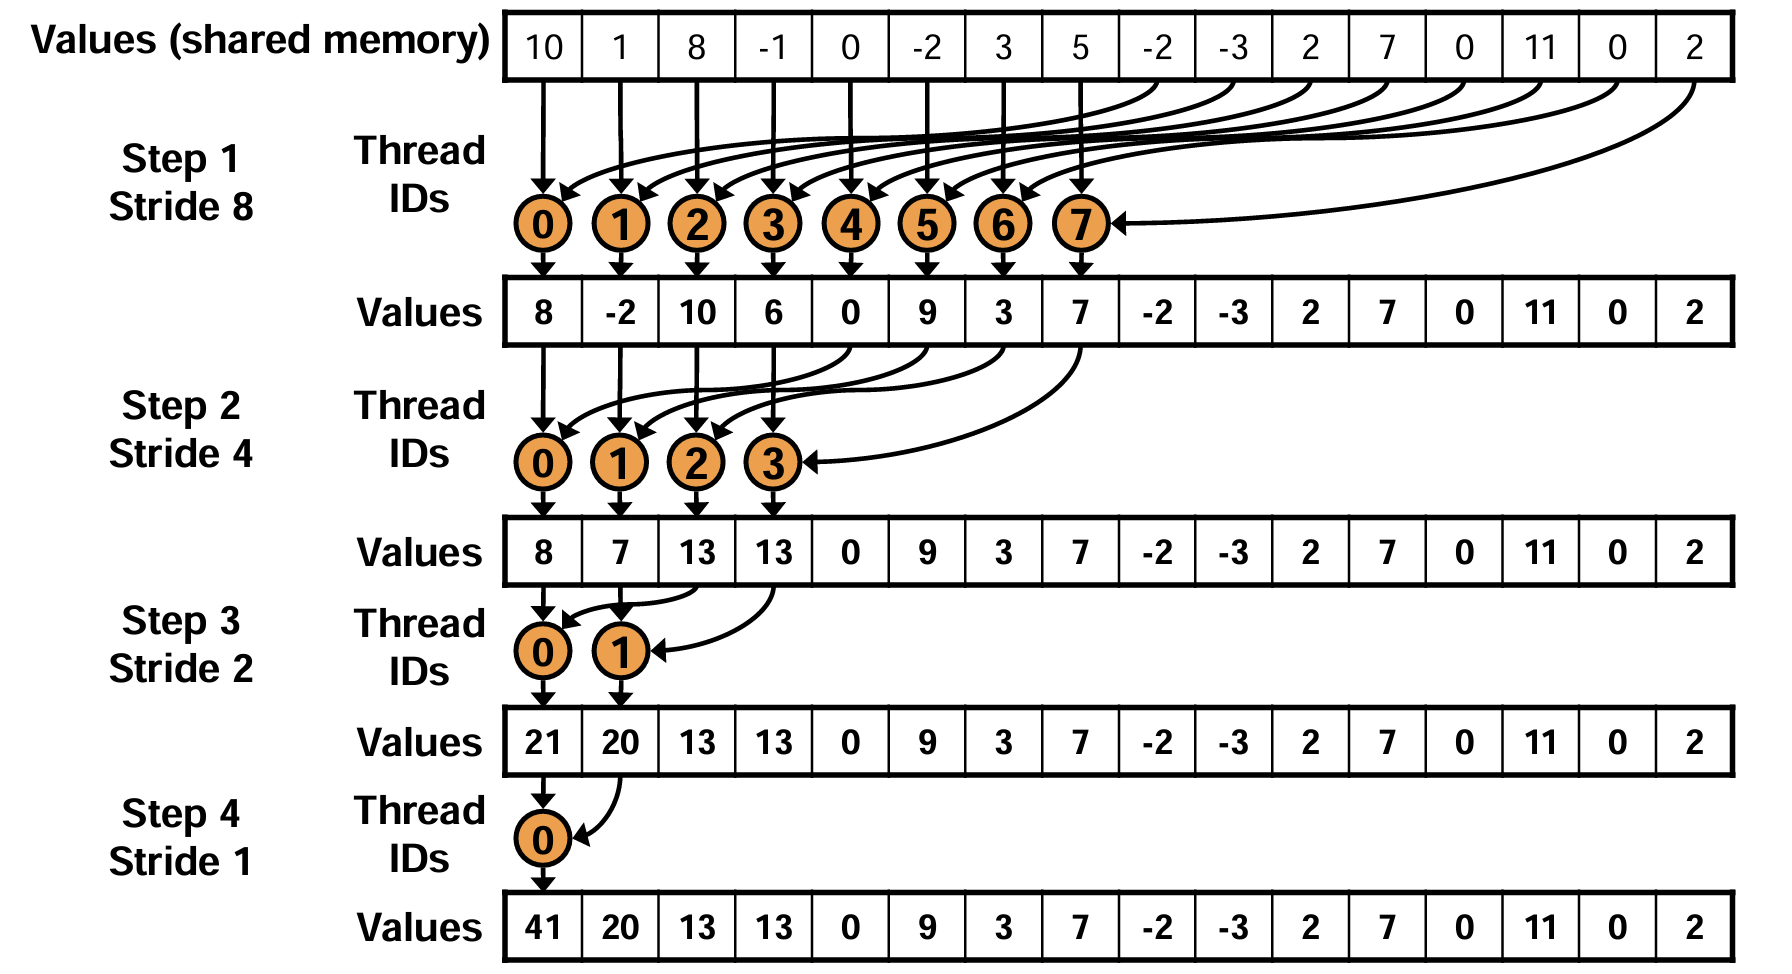 Values (shared memory) 10 1 8 -1 0 -2 3 5 -2 -3 2 7 0 11 0 2
Step 1
Stride 8
Thread
IDs
0 1 2 3 4 5 6 7
Values 8 -2 10 6 0 9 3 7 -2 -3 2 7 0 11 0 2
Step 2
Stride 4
Thread
IDs
0 1 2 3
Values 8 7 13 13 0 9 3 7 -2 -3 2 7 0 11 0 2
Step 3
Stride 2
Thread
IDs
0 1
Values 21 20 13 13 0 9 3 7 -2 -3 2 7 0 11 0 2
Step 4
Stride 1
Thread
IDs
0
Values 41 20 13 13 0 9 3 7 -2 -3 2 7 0 11 0 2